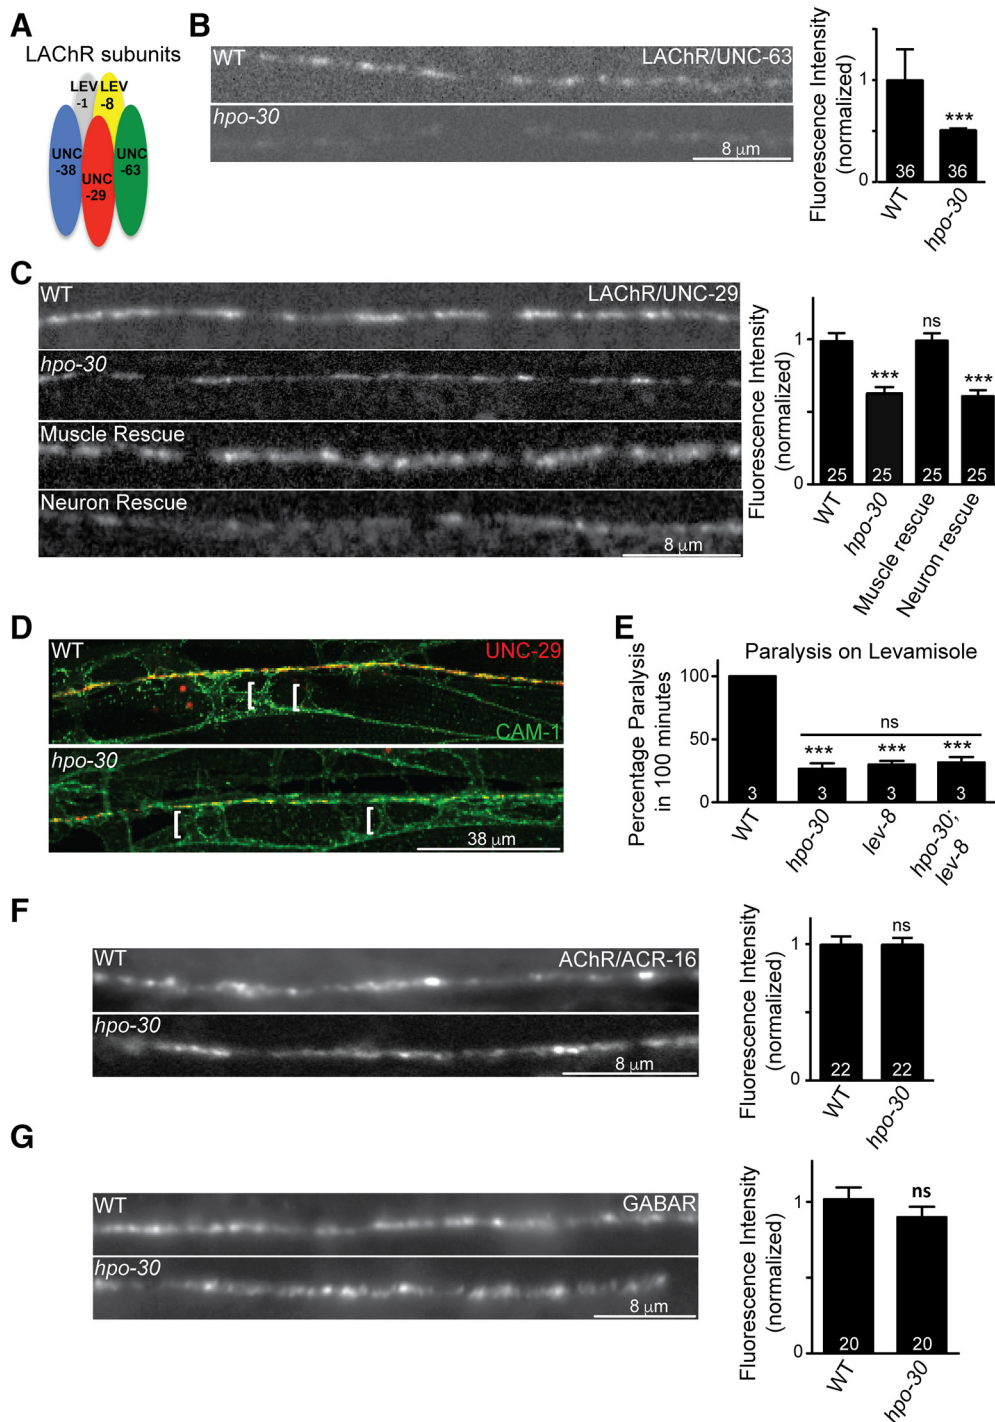 A
LAChR subunits
LEV
-1
LEV
-8
UNC
-38
UNC
-29
UNC
-63
B
WT
LAChR/UNC-63
hpo-30
8 μm
Fluorescence Intensity
(normalized)
1
0
***
36
36
WT
hpo-30
C
WT
LAChR/UNC-29
hpo-30
Muscle Rescue
Neuron Rescue
8 μm
Fluorescence Intensity
(normalized)
1
0
***
ns
***
25
25
25
25
WT
hpo-30
Muscle rescue
Neuron rescue
D
WT
UNC-29
CAM-1
hpo-30
38 μm
E
Paralysis on Levamisole
Percentage Paralysis
in 100 minutes
100
50
0
ns
***
***
***
3
3
3
3
WT
hpo-30
lev-8
hpo-30;
lev-8
F
WT
AChR/ACR-16
hpo-30
8 μm
Fluorescence Intensity
(normalized)
1
0
ns
22
22
WT
hpo-30
G
WT
GABAR
hpo-30
8 μm
Fluorescence Intensity
(normalized)
1
0
ns
20
20
WT
hpo-30